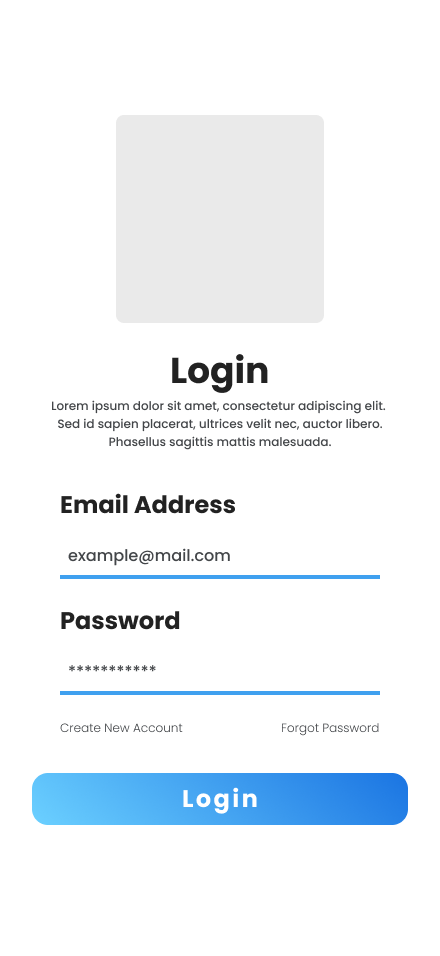 Login
Lorem ipsum dolor sit amet, consectetur adipiscing elit.
Sed id sapien placerat, ultrices velit nec, auctor libero.
Phasellus sagittis mattis malesuada.
Email Address
example@mail.com
Password
***********
Create New Account
Forgot Password
Login